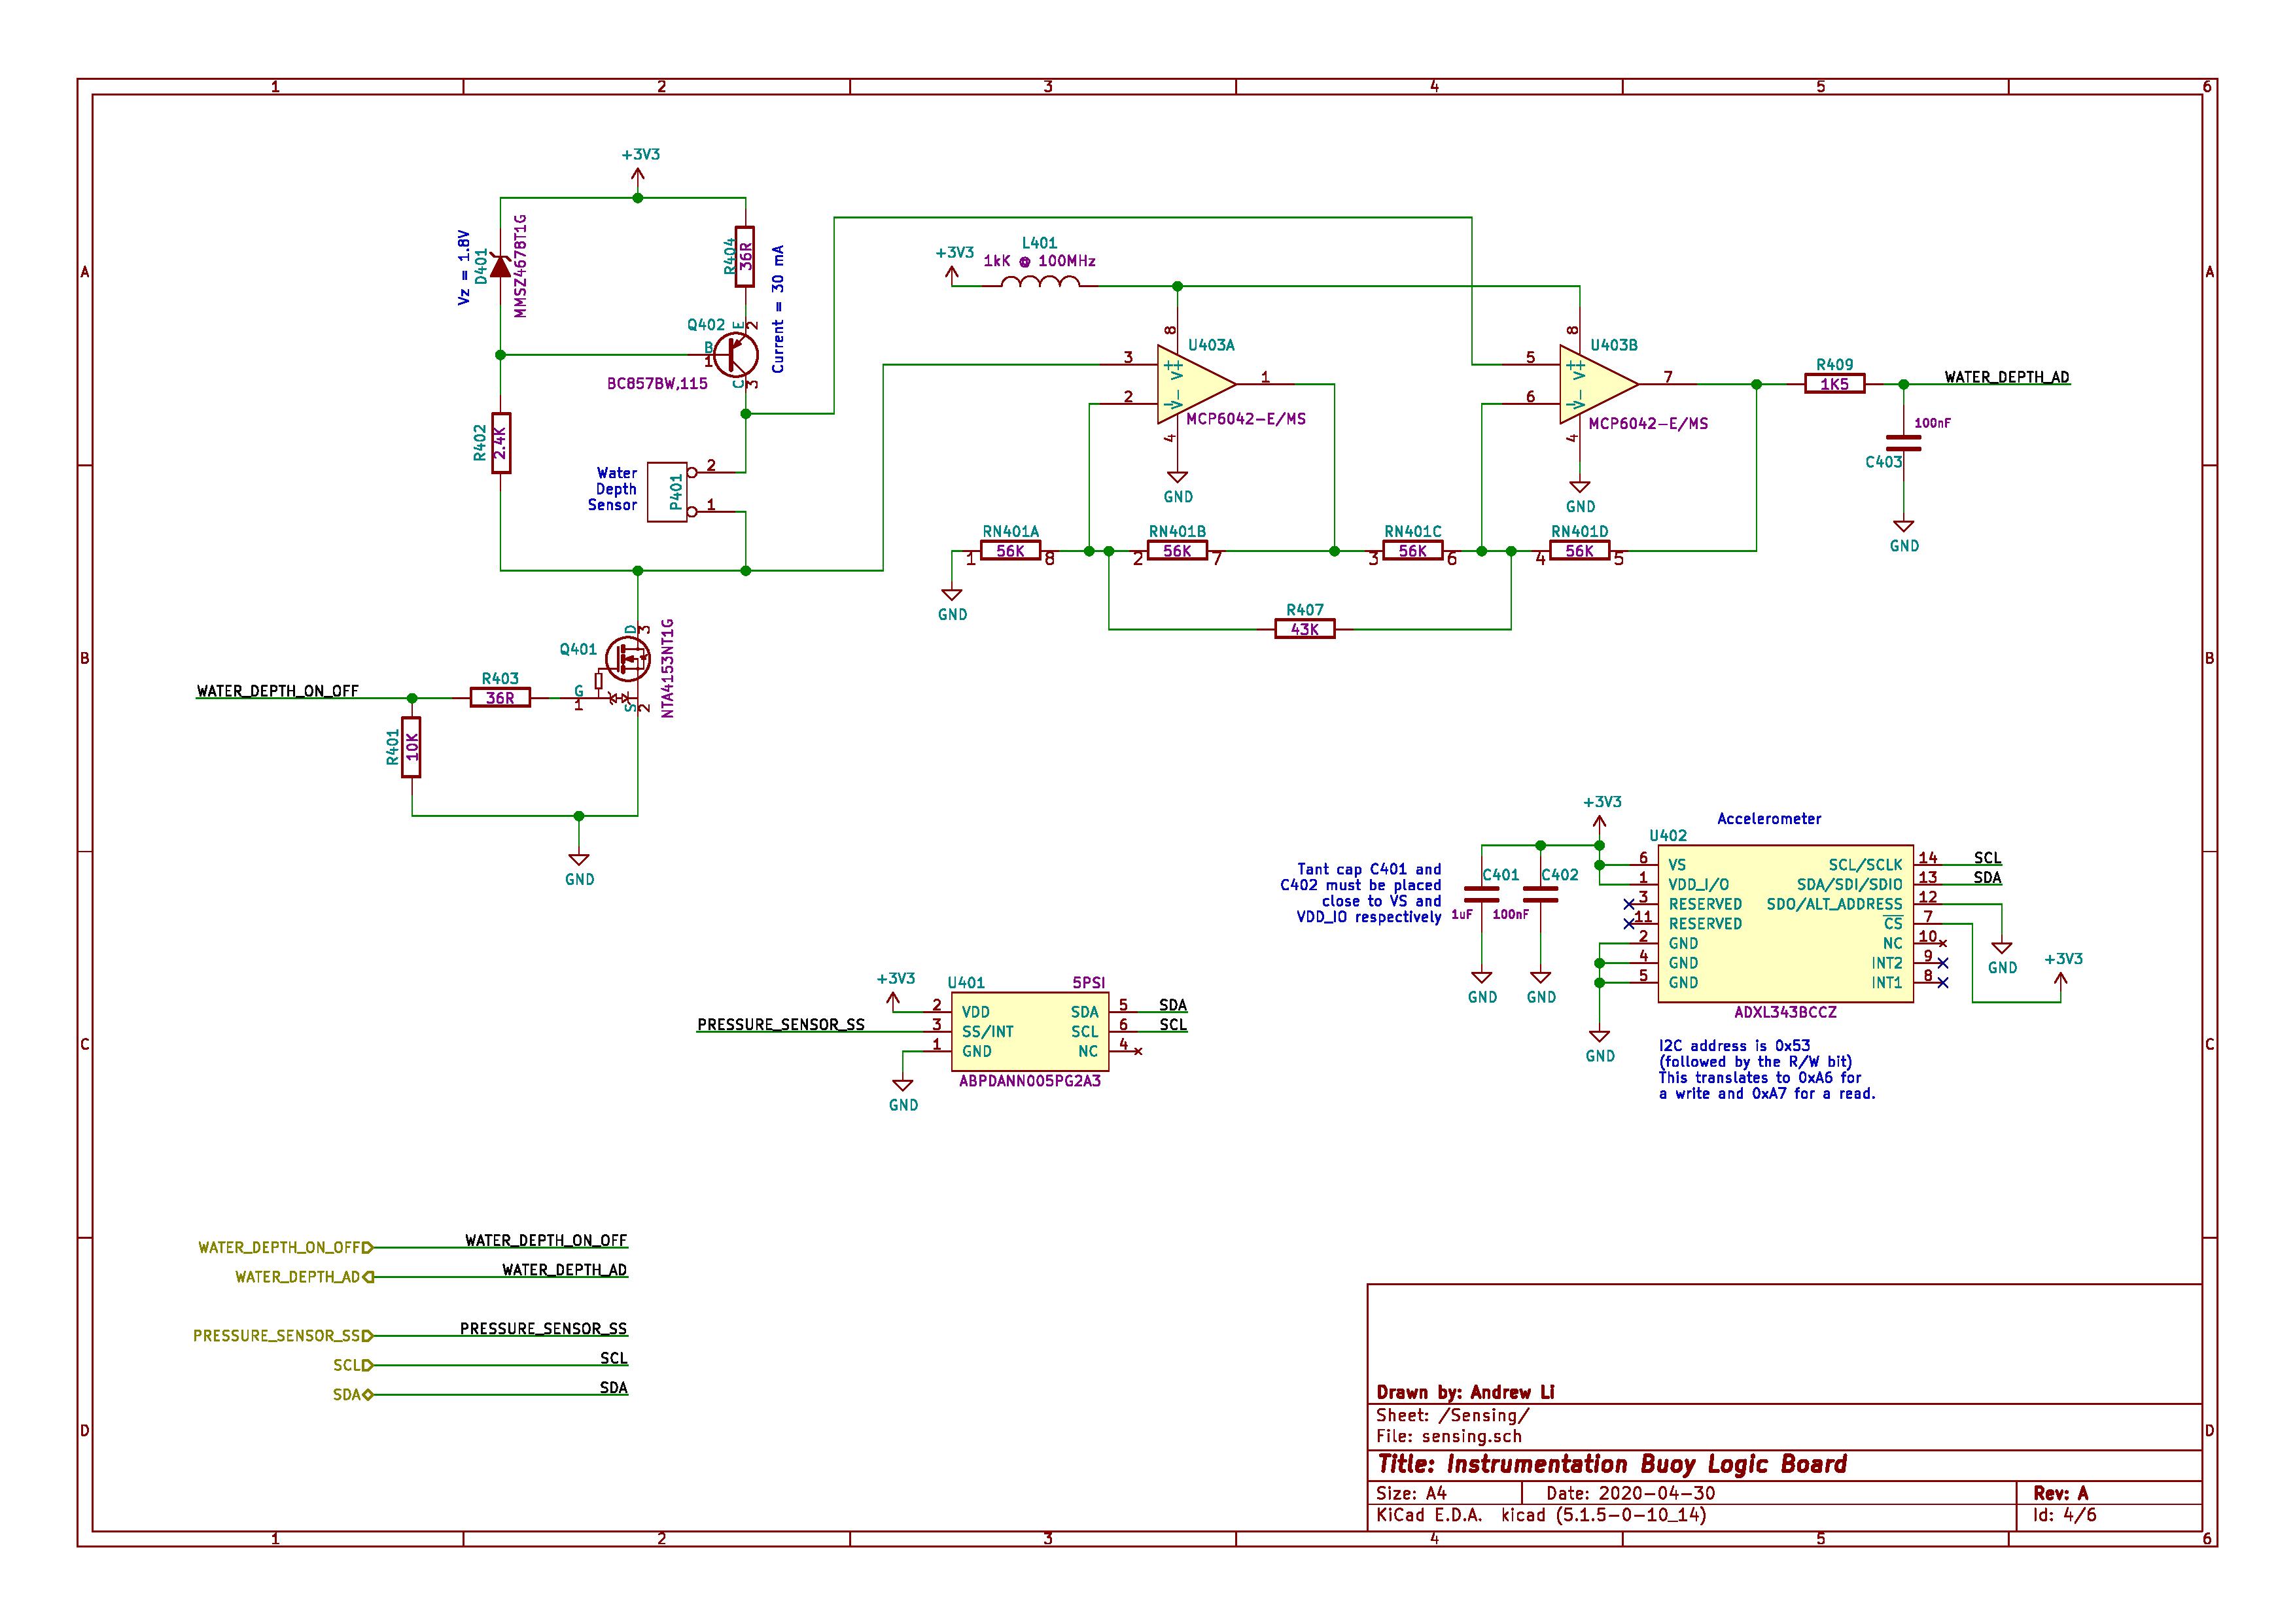 1 2 3 4 5 6
A A
B B
C C
D D
1 2 3 4 5 6
+3V3
Vz = 1.8V
D401
MMSZ4678T1G
R404
36R
Current = 30 mA
Q402
E
2
B
1
C
3
BC857BW,115
R402
2.4K
Water
Depth
Sensor
P401
2
1
Q401
D
3
G
1
S
2
NTA4153NT1G
WATER_DEPTH_ON_OFF
R403
36R
R401
10K
GND
+3V3
L401
1kK @ 100MHz
8
U403A
3
+
V+
1
2
-
V-
MCP6042-E/MS
4
GND
8
U403B
5
+
V+
7
6
-
V-
MCP6042-E/MS
4
GND
R409
1K5
WATER_DEPTH_AD
100nF
C403
GND
RN401A
56K
1 8
GND
RN401B
56K
2 7
RN401C
56K
3 6
RN401D
56K
4 5
R407
43K
+3V3
Accelerometer
U402
6 VS SCL/SCLK 14 SCL
1 VDD_I/O SDA/SDI/SDIO 13 SDA
3 RESERVED SDO/ALT_ADDRESS 12
11 RESERVED CS 7
2 GND NC 10
4 GND INT2 9
5 GND INT1 8
ADXL343BCCZ
GND
+3V3
GND
Tant cap C401 and
C402 must be placed
close to VS and
VDD_IO respectively
C401
1uF
C402
100nF
GND
GND
I2C address is 0x53
(followed by the R/W bit)
This translates to 0xA6 for
a write and 0xA7 for a read.
+3V3
U401 5PSI
2 VDD SDA 5 SDA
PRESSURE_SENSOR_SS 3 SS/INT SCL 6 SCL
1 GND NC 4
ABPDANN005PG2A3
GND
WATER_DEPTH_ON_OFF WATER_DEPTH_ON_OFF
WATER_DEPTH_AD WATER_DEPTH_AD
PRESSURE_SENSOR_SS PRESSURE_SENSOR_SS
SCL SCL
SDA SDA
Drawn by: Andrew Li
Sheet: /Sensing/
File: sensing.sch
Title: Instrumentation Buoy Logic Board
Size: A4 Date: 2020-04-30 Rev: A
KiCad E.D.A. kicad (5.1.5-0-10_14) Id: 4/6